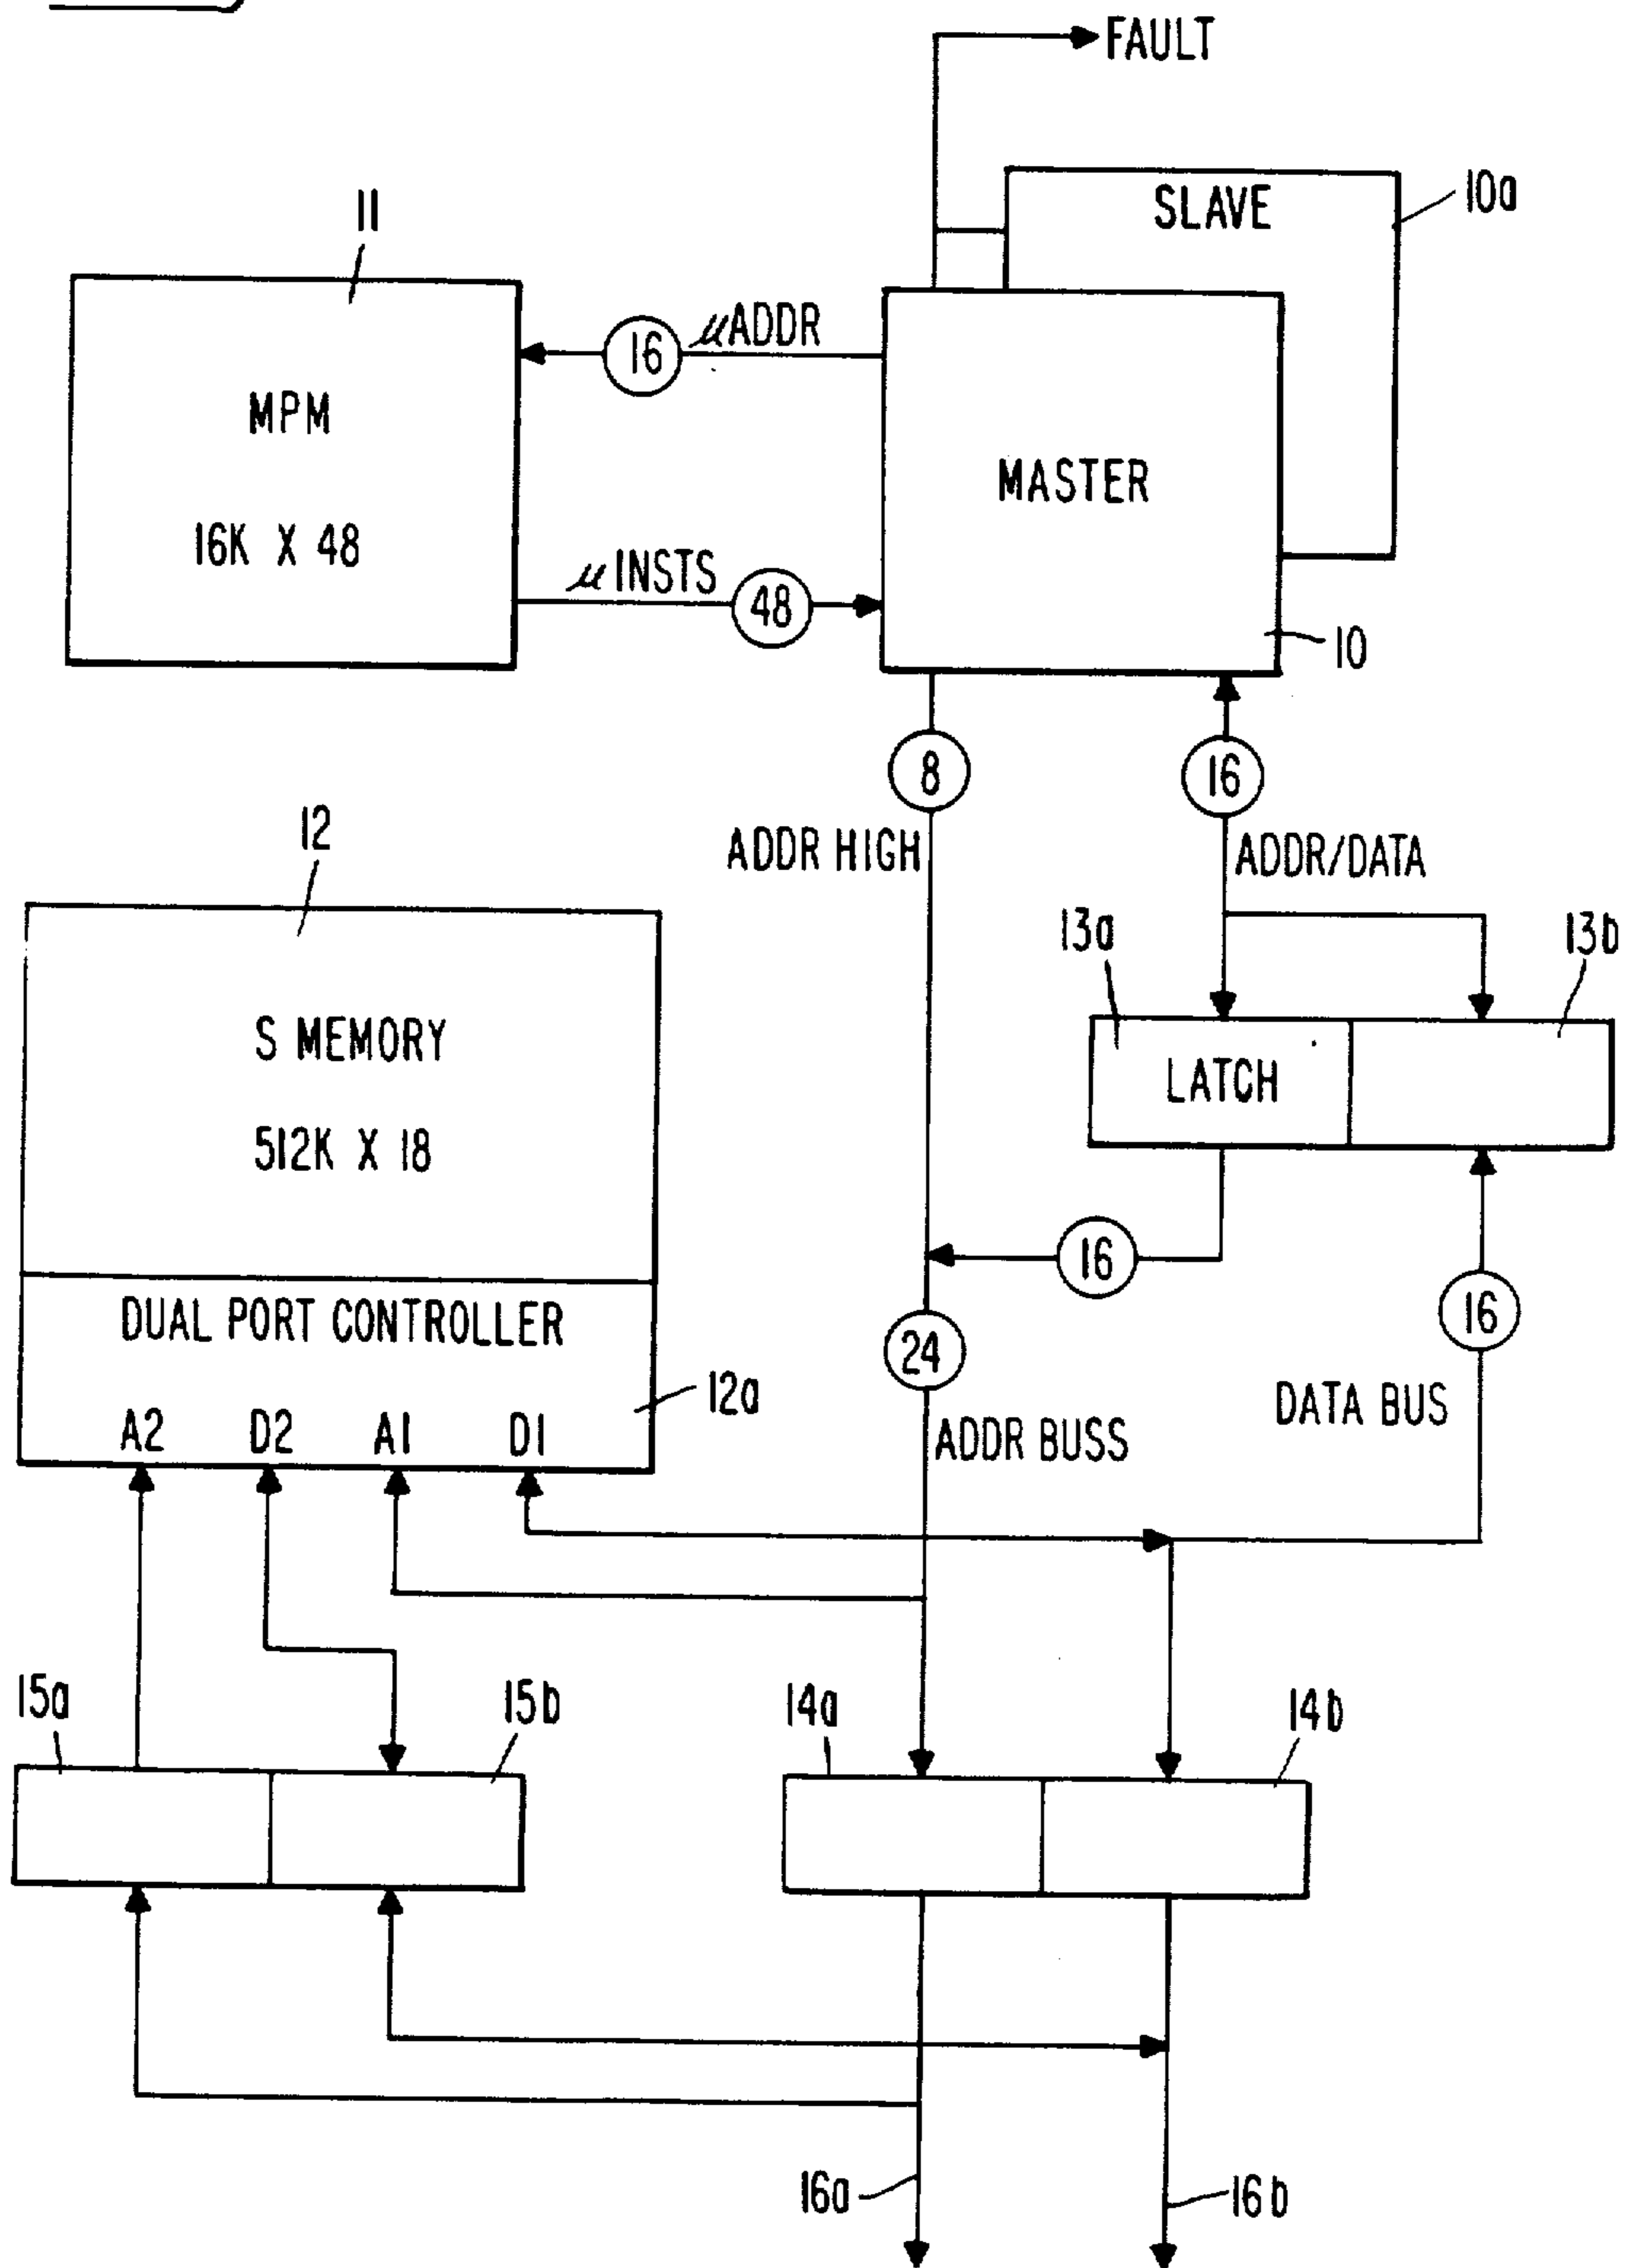 FAULT
SLAVE
10a
11
μADDR
16
MPM
16K X 48
MASTER
μ INSTS
48
10
8
16
ADDR HIGH
ADDR/DATA
12
13a
13b
S MEMORY
512K X 18
LATCH
16
16
DUAL PORT CONTROLLER
24
12a
DATA BUS
A2 D2 A1 D1
ADDR BUSS
15a
15b
14a
14b
16a
16b